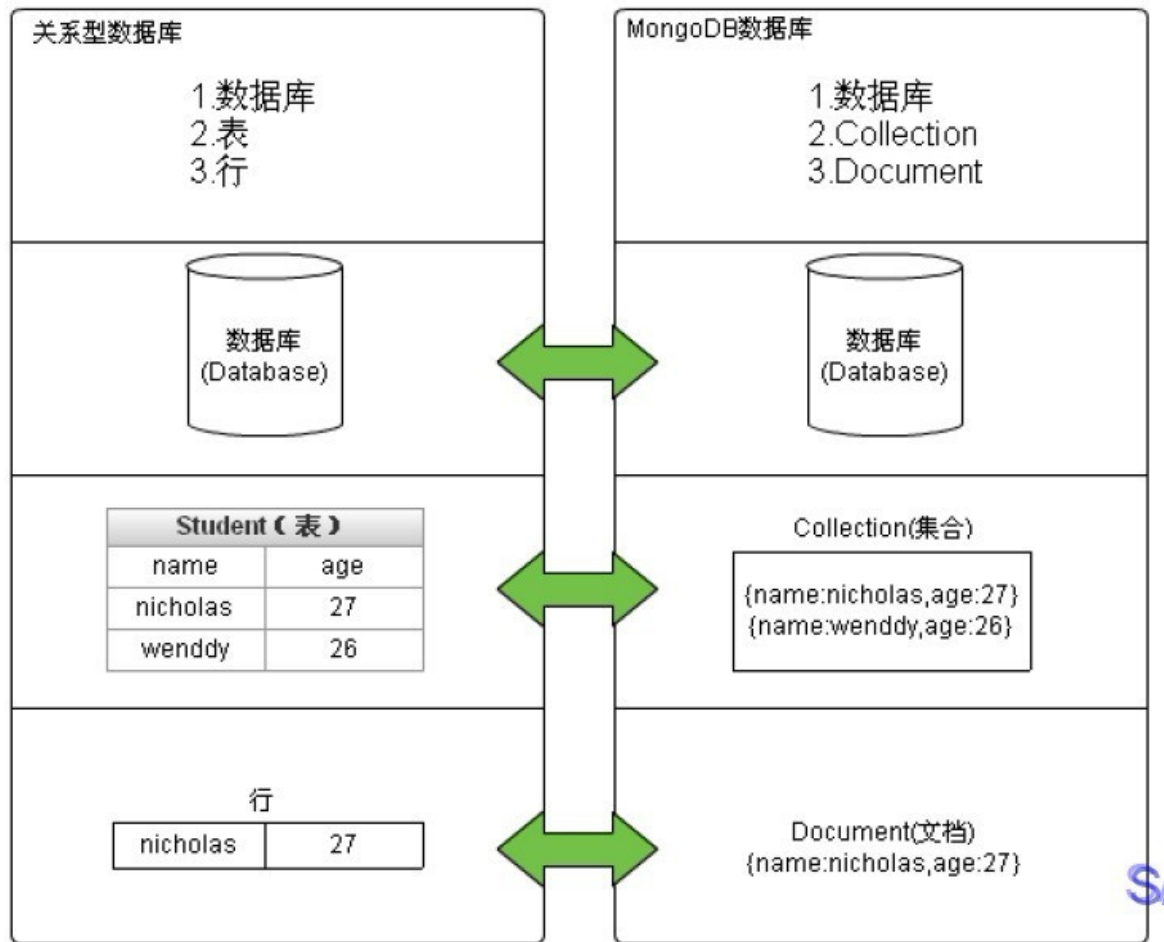 关系型数据库
1.数据库
2.表
3.行
MongoDB数据库
1.数据库
2.Collection
3.Document
数据库
(Database)
数据库
(Database)
Student（表）
name age
nicholas 27
wenddy 26
Collection(集合)
{name:nicholas,age:27}
{name:wenddy,age:26}
行
nicholas 27
Document(文档)
{name:nicholas,age:27}